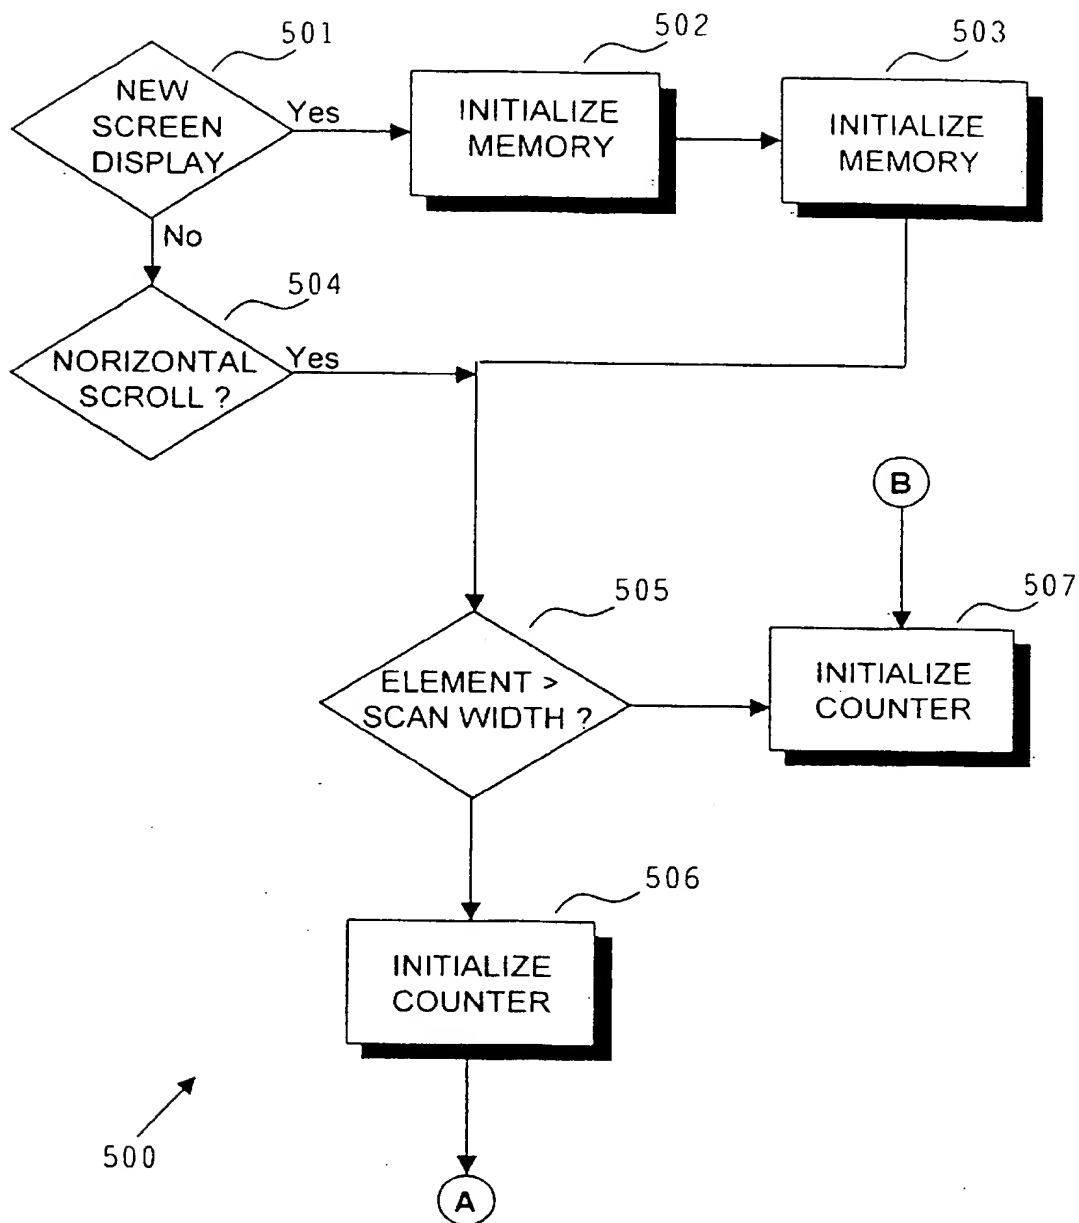 501
NEW
SCREEN
DISPLAY
Yes
502
INITIALIZE
MEMORY
503
INITIALIZE
MEMORY
No
504
NORIZONTAL
SCROLL ?
Yes
B
505
ELEMENT >
SCAN WIDTH ?
507
INITIALIZE
COUNTER
506
INITIALIZE
COUNTER
500
A